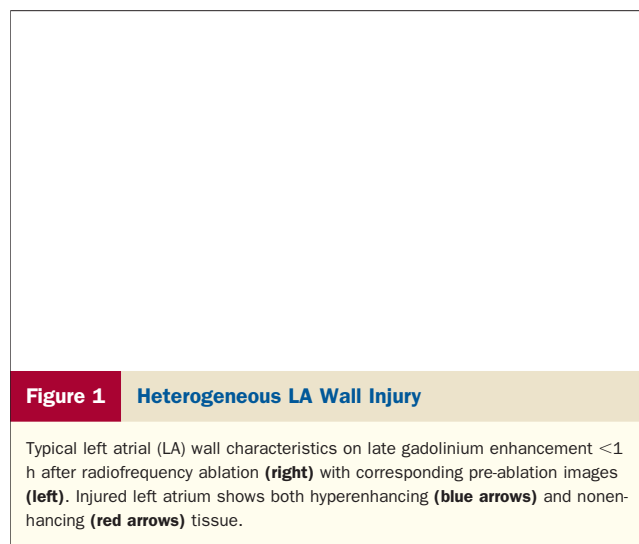 Figure 1 Heterogeneous LA Wall Injury
Typical left atrial (LA) wall characteristics on late gadolinium enhancement <1
h after radiofrequency ablation (right) with corresponding pre-ablation images
(left). Injured left atrium shows both hyperenhancing (blue arrows) and nonen-
hancing (red arrows) tissue.